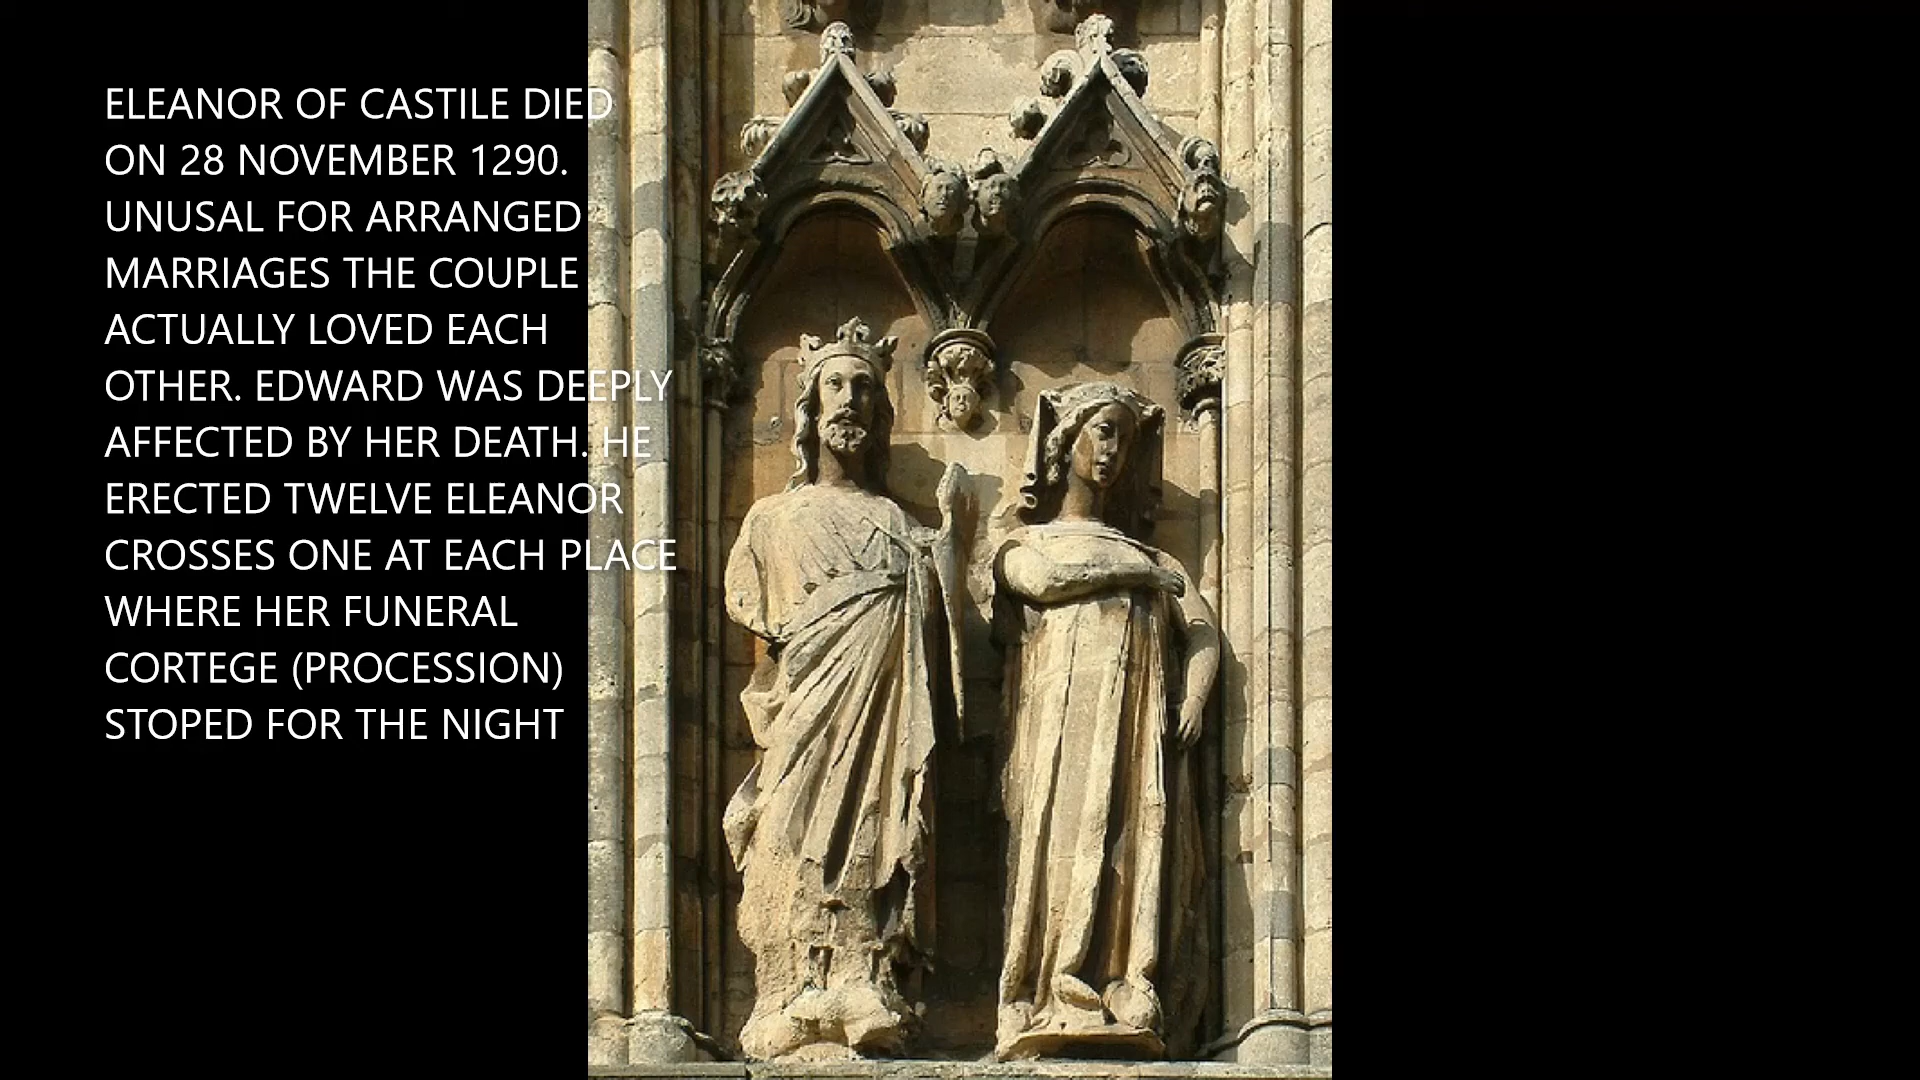 ELEANOR OF CASTILE DIED
ON 28 NOVEMBER 1290.
UNUSAL FOR ARRANGED
MARRIAGES THE COUPLE
ACTUALLY LOVED EACH
OTHER. EDWARD WAS DEEPLY
AFFECTED BY HER DEATH. HE
ERECTED TWELVE ELEANOR
CROSSES ONE AT EACH PLACE
WHERE HER FUNERAL
CORTEGE (PROCESSION)
STOPED FOR THE NIGHT